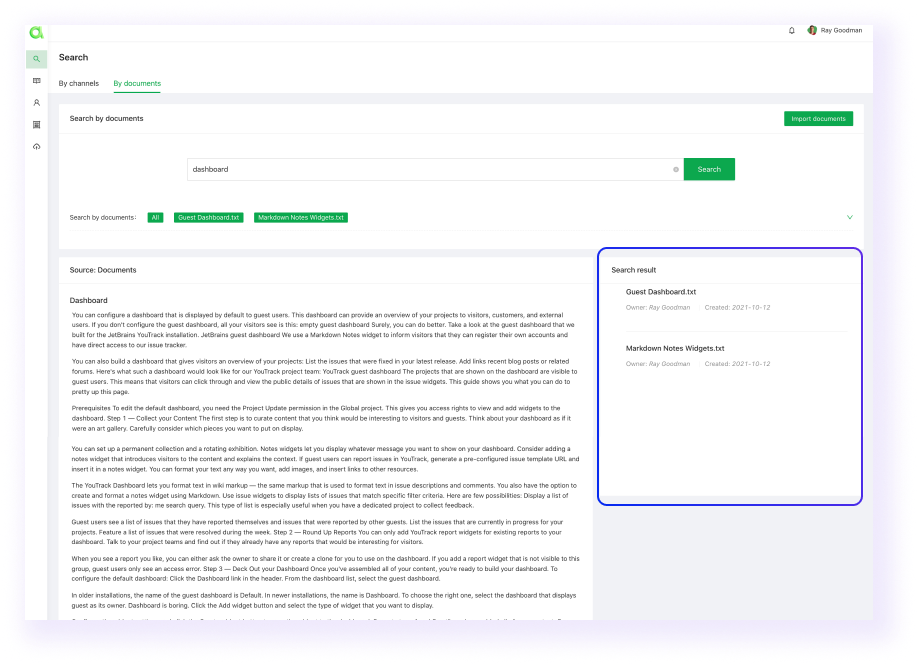 Ray Goodman
Search
By channels By documents
Search by documents
Import documents
dashboard
Search
Search by documents: All Guest Dashboard.txt Markdown Notes Widgets.txt
Source: Documents
Dashboard
You can configure a dashboard that is displayed by default to guest users. This dashboard can provide an overview of your projects to visitors, customers, and external
users. If you don't configure the guest dashboard, all your visitors see is this: empty guest dashboard Surely, you can do better. Take a look at the guest dashboard that we
built for the JetBrains YouTrack installation. JetBrains guest dashboard We use a Markdown Notes widget to inform visitors that they can register their own accounts and
have direct access to our issue tracker.
You can also build a dashboard that gives visitors an overview of your projects: List the issues that were fixed in your latest release. Add links recent blog posts or related
forums. Here's what such a dashboard would look like for our YouTrack project team: YouTrack guest dashboard The projects that are shown on the dashboard are visible to
guest users. This means that visitors can click through and view the public details of issues that are shown in the issue widgets. This guide shows you what you can do to
pretty up this page.
Prerequisites To edit the default dashboard, you need the Project Update permission in the Global project. This gives you access rights to view and add widgets to the
dashboard. Step 1 — Collect your Content The first step is to curate content that you think would be interesting to visitors and guests. Think about your dashboard as if it
were an art gallery. Carefully consider which pieces you want to put on display.
You can set up a permanent collection and a rotating exhibition. Notes widgets let you display whatever message you want to show on your dashboard. Consider adding a
notes widget that introduces visitors to the content and explains the context. If guest users can report issues in YouTrack, generate a pre-configured issue template URL and
insert it in a notes widget. You can format your text any way you want, add images, and insert links to other resources.
The YouTrack Dashboard lets you format text in wiki markup — the same markup that is used to format text in issue descriptions and comments. You also have the option to
create and format a notes widget using Markdown. Use issue widgets to display lists of issues that match specific filter criteria. Here are few possibilities: Display a list of
issues with the reported by: me search query. This type of list is especially useful when you have a dedicated project to collect feedback.
Guest users see a list of issues that they have reported themselves and issues that were reported by other guests. List the issues that are currently in progress for your
projects. Feature a list of issues that were resolved during the week. Step 2 — Round Up Reports You can only add YouTrack report widgets for existing reports to your
dashboard. Talk to your project teams and find out if they already have any reports that would be interesting for visitors.
When you see a report you like, you can either ask the owner to share it or create a clone for you to use on the dashboard. If you add a report widget that is not visible to this
group, guest users only see an access error. Step 3 — Deck Out your Dashboard Once you've assembled all of your content, you're ready to build your dashboard. To
configure the default dashboard: Click the Dashboard link in the header. From the dashboard list, select the guest dashboard.
In older installations, the name of the guest dashboard is Default. In newer installations, the name is Dashboard. To choose the right one, select the dashboard that displays
guest as its owner. Dashboard is boring. Click the Add widget button and select the type of widget that you want to display.
Search result
Guest Dashboard.txt
Owner: Ray Goodman Created: 2021-10-12
Markdown Notes Widgets.txt
Owner: Ray Goodman Created: 2021-10-12